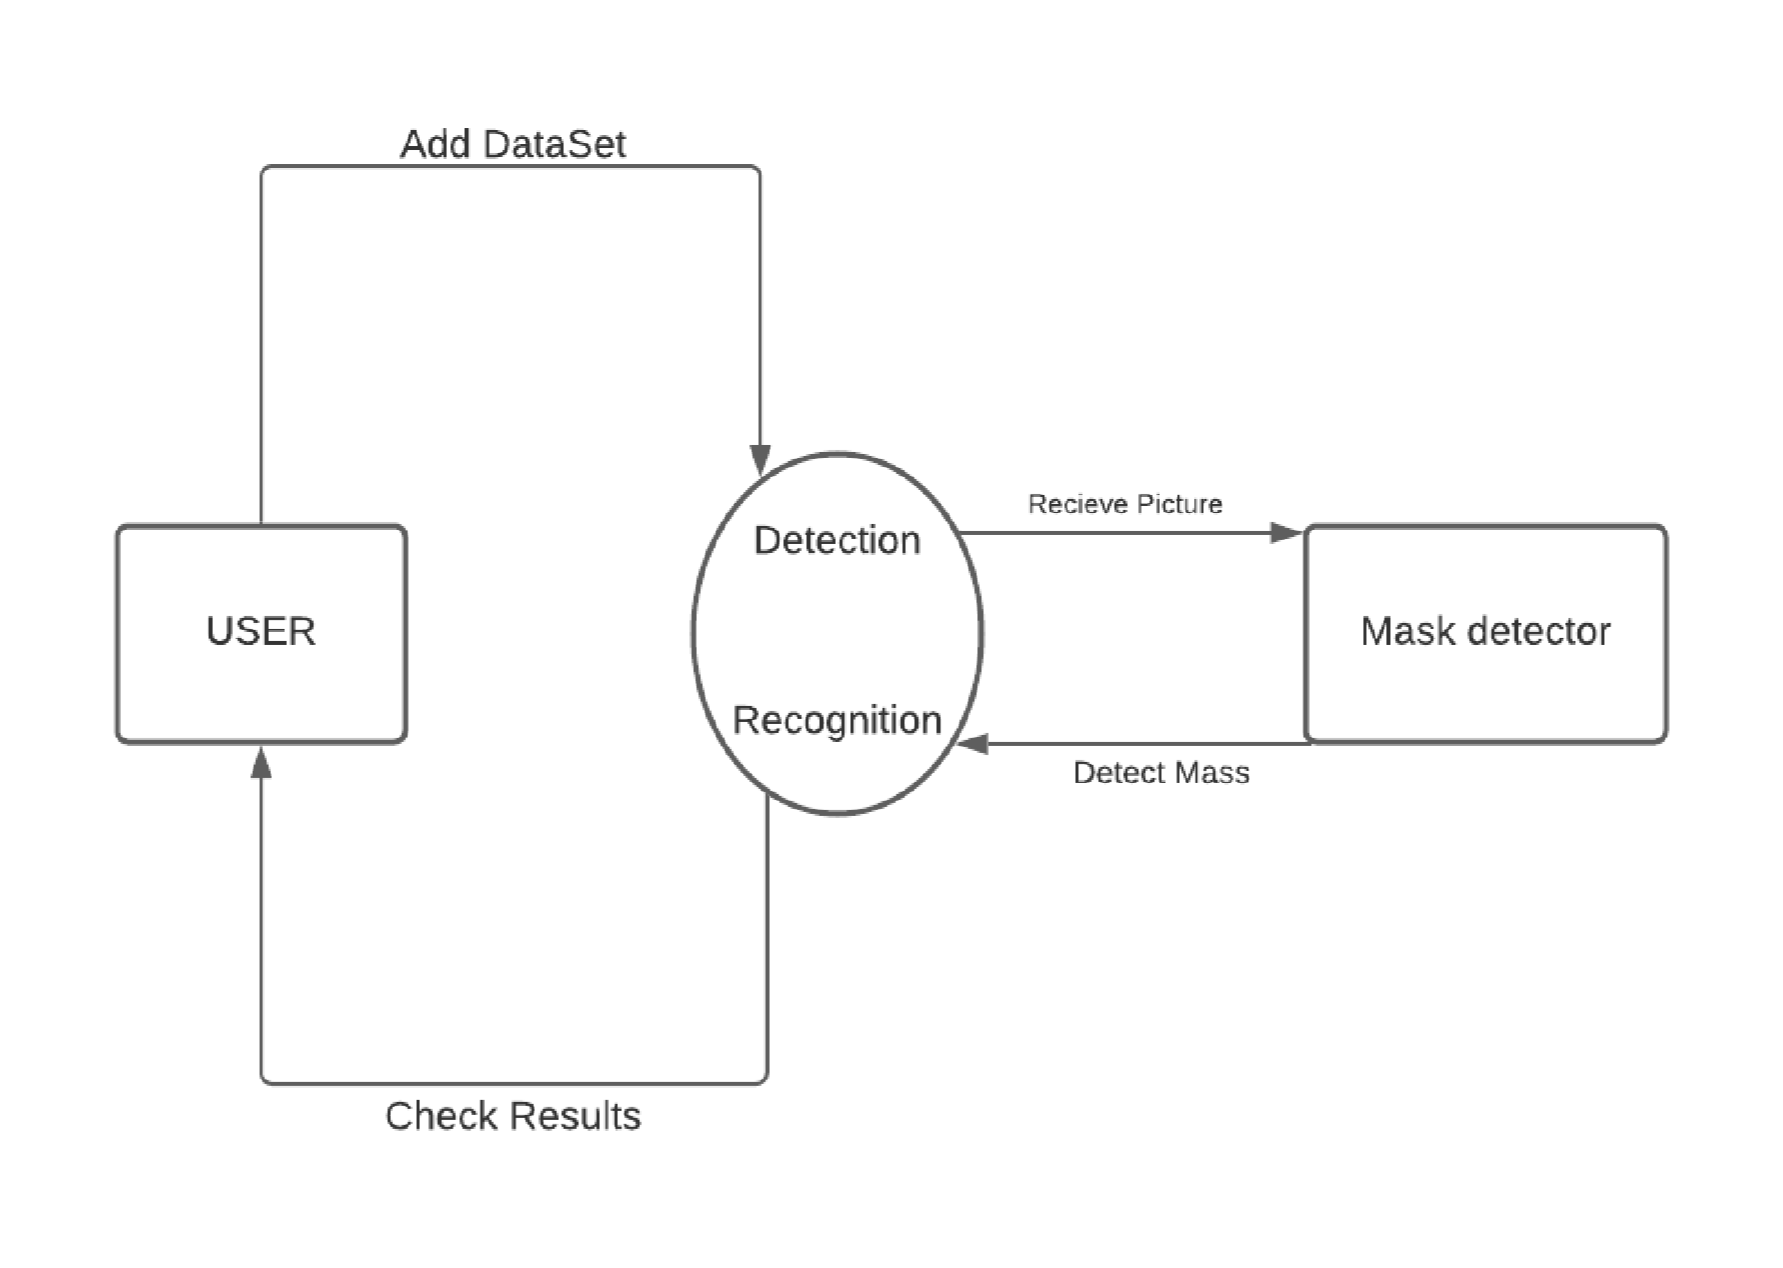 Add DataSet
Detection
Recieve Picture
USER
Mask detector
Recognition
Detect Mass
Check Results